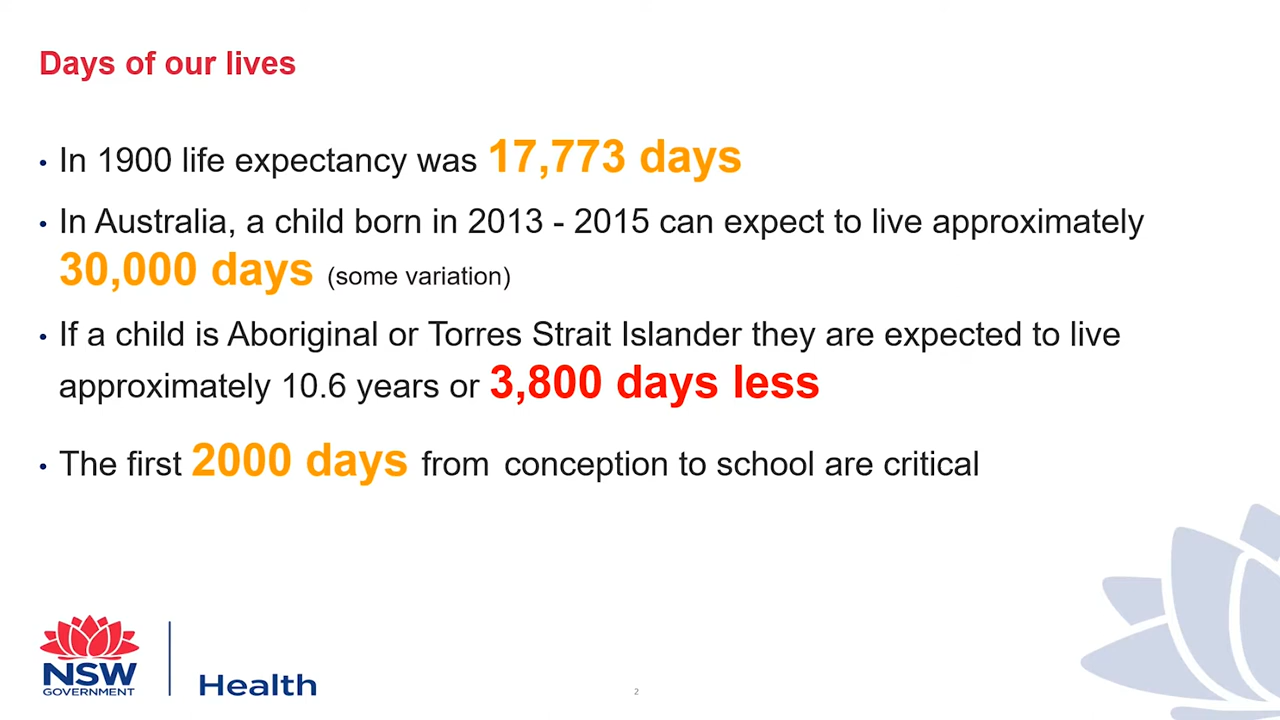 Days of our lives
• In 1900 life expectancy was 17,773 days
• In Australia, a child born in 2013 - 2015 can expect to live approximately
30,000 days (some variation)
• If a child is Aboriginal or Torres Strait Islander they are expected to live
approximately 10.6 years or 3,800 days less
• The first 2000 days from conception to school are critical
NSW
GOVERNMENT
Health
2